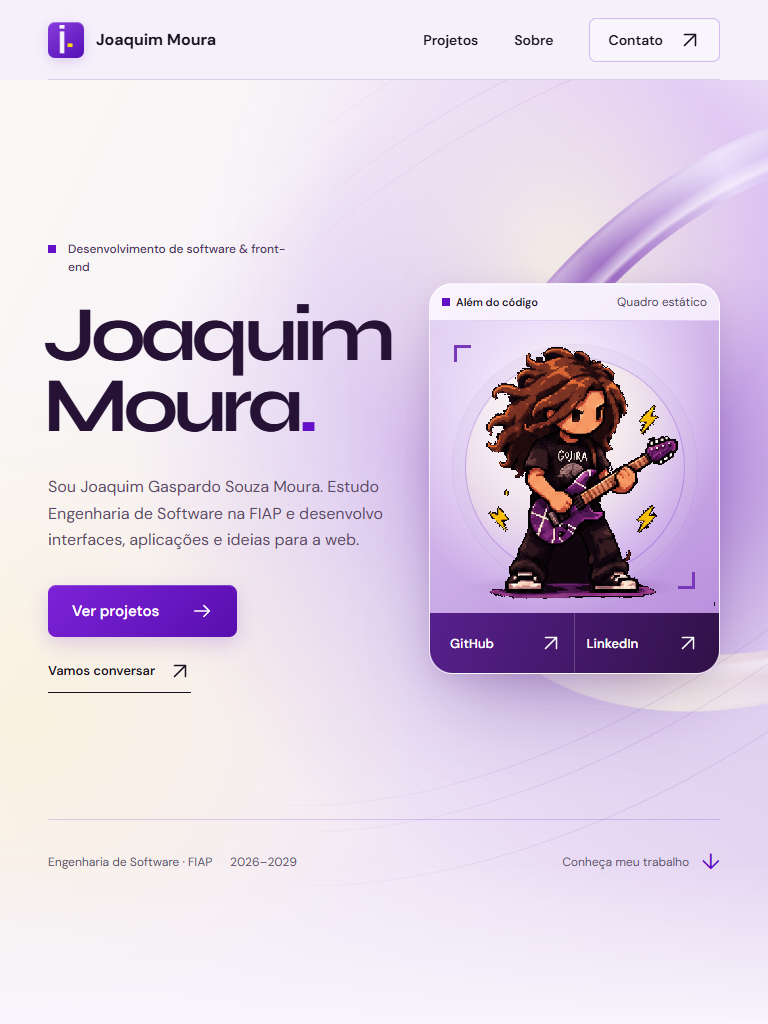 j.
Joaquim Moura
Projetos
Sobre
Contato
Desenvolvimento de software & front-
end
Joaquim
Moura.
Sou Joaquim Gaspardo Souza Moura. Estudo
Engenharia de Software na FIAP e desenvolvo
interfaces, aplicações e ideias para a web.
Ver projetos
Vamos conversar
Além do código
Quadro estático
GOJIRA
GitHub
LinkedIn
Engenharia de Software · FIAP
2026–2029
Conheça meu trabalho